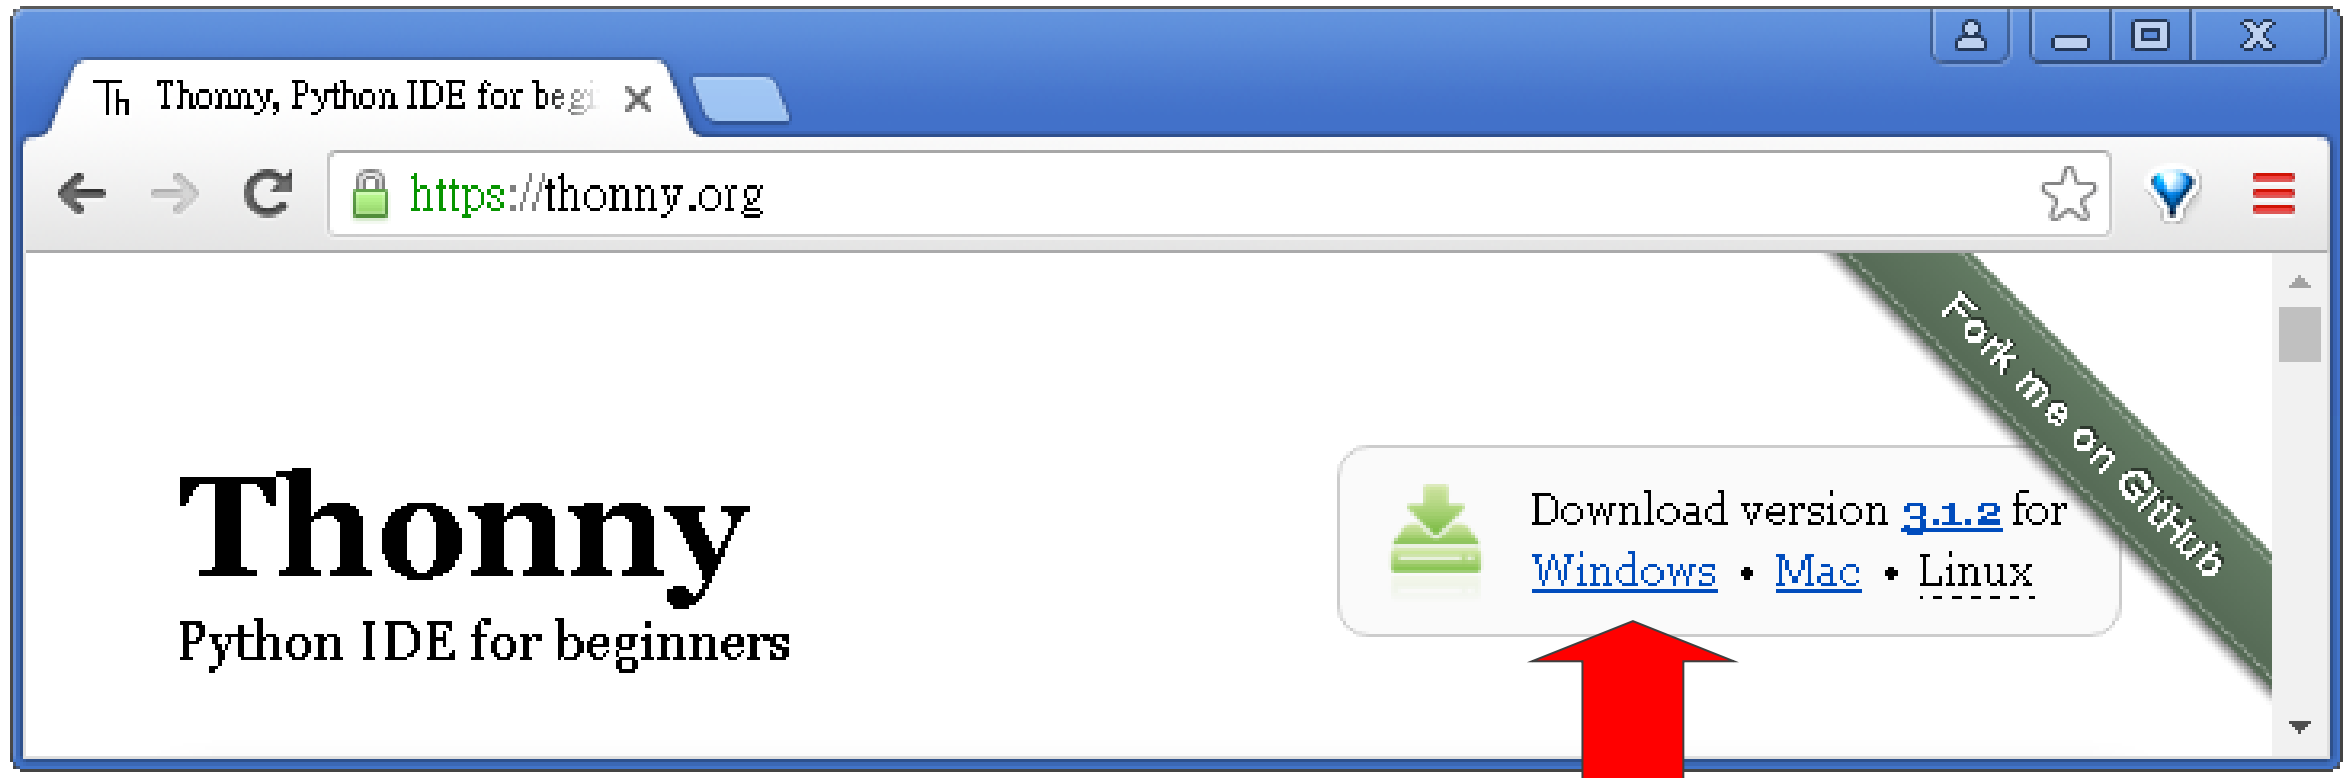 Th Thonny, Python IDE for begi
https://thonny.org
Fork me on GitHub
Download version 3.1.2 for
Windows • Mac • Linux
Thonny
Python IDE for beginners